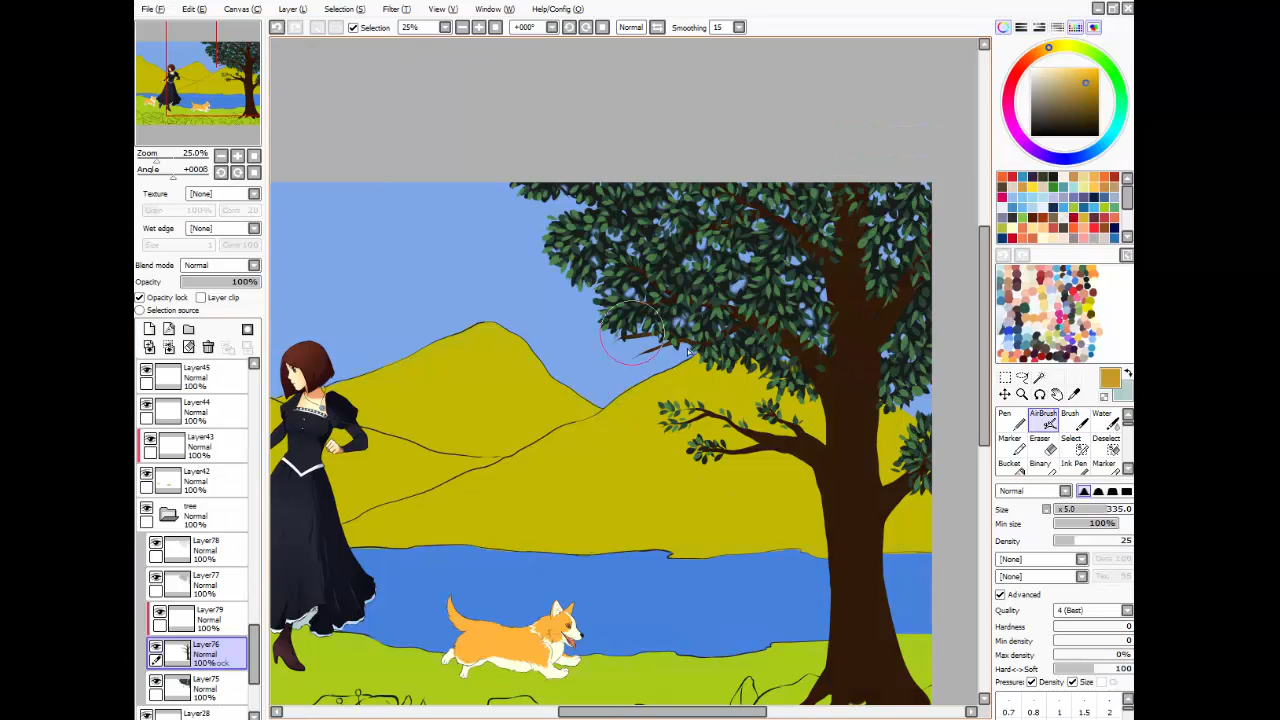 File (F) Edit (E) Canvas (C) Layer (L) Selection (S) Filter (T) View (V) Window (W) Help/Config (O)
Selection 25% +000° Normal Smoothing 15
Zoom 25.0%
Angle +0008
Texture [None]
Wet edge [None]
Blend mode Normal
Opacity 100%
Opacity lock Layer clip
Selection source
Layer45
Normal
100%
Layer44
Normal
100%
Layer43
Normal
100%
Layer42
Normal
100%
tree
Normal
100%
Layer78
Normal
100%
Layer77
Normal
100%
Layer79
Normal
100%
Layer76
Normal
Layer75
Normal
100%
Layer28
Pen AirBrush Brush Water
Marker Eraser Select Deselect
Bucket Binary Ink Pen Marker
Normal
Size x 5.0 335.0
Min size 100%
Density 25
[None]
[None]
Advanced
Quality 4 (Best)
Hardness 0
Min density 0
Max density 0%
Hard<->Soft 100
Pressure: Density Size
0.7 0.8 1 1.5 2